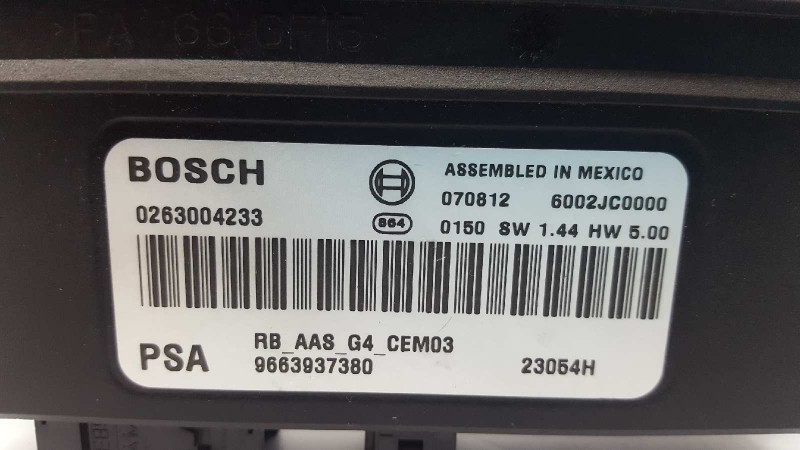 BOSCH
ASSEMBLED IN MEXICO
070812 6002JC0000
0263004233
864
0150 SW 1.44 HW 5.00
PSA
RB_AAS_G4_CEM03
9663937380
23054H